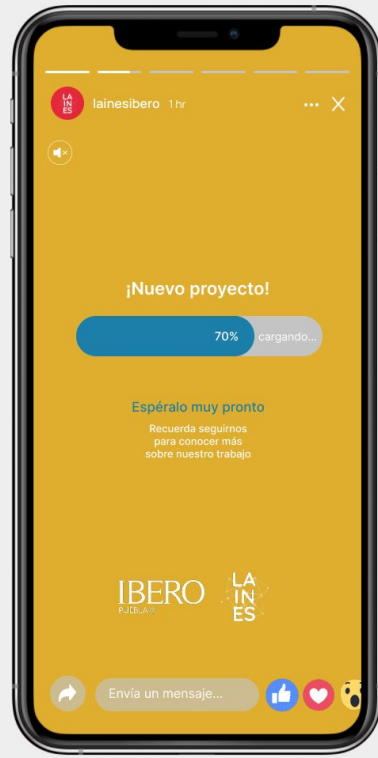 LA
IN
ES
lainesibero 1 hr
¡Nuevo proyecto!
70% cargando...
Espéralo muy pronto
Recuerda seguirnos
para conocer más
sobre nuestro trabajo
IBERO
PUEBLA
LA
IN
ES
Envía un mensaje...